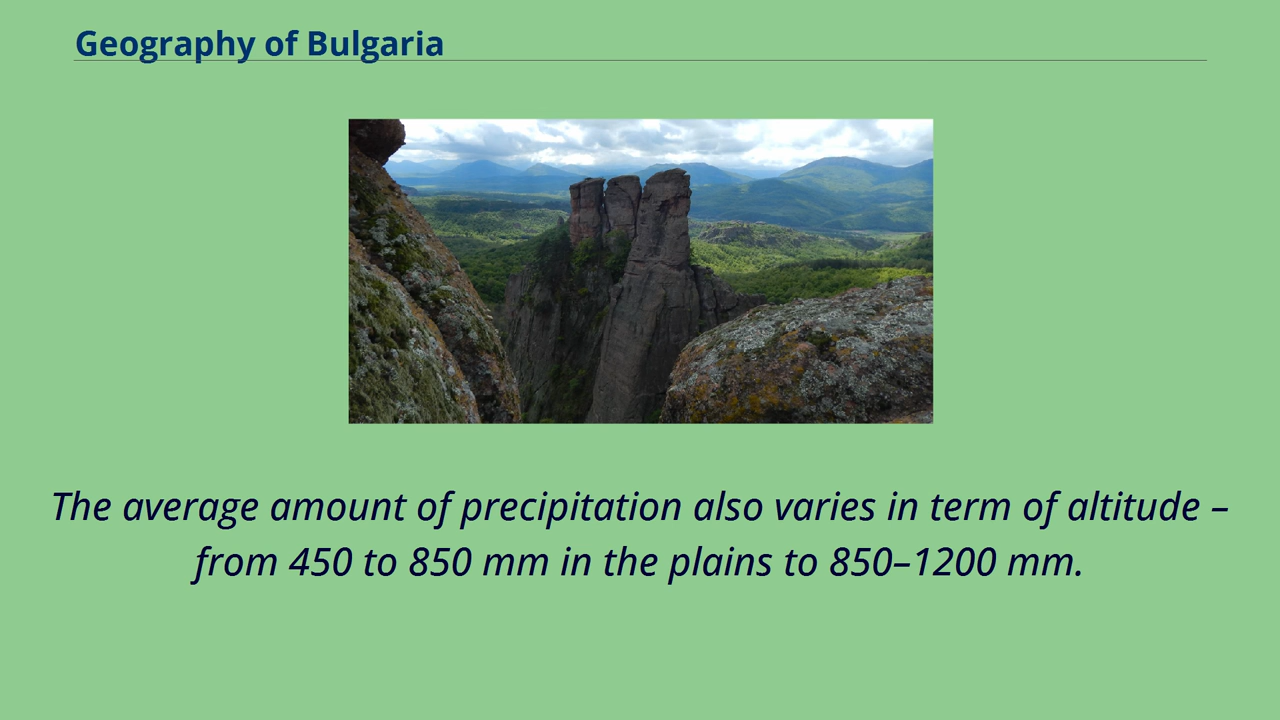 Geography of Bulgaria
The average amount of precipitation also varies in term of altitude –
from 450 to 850 mm in the plains to 850–1200 mm.